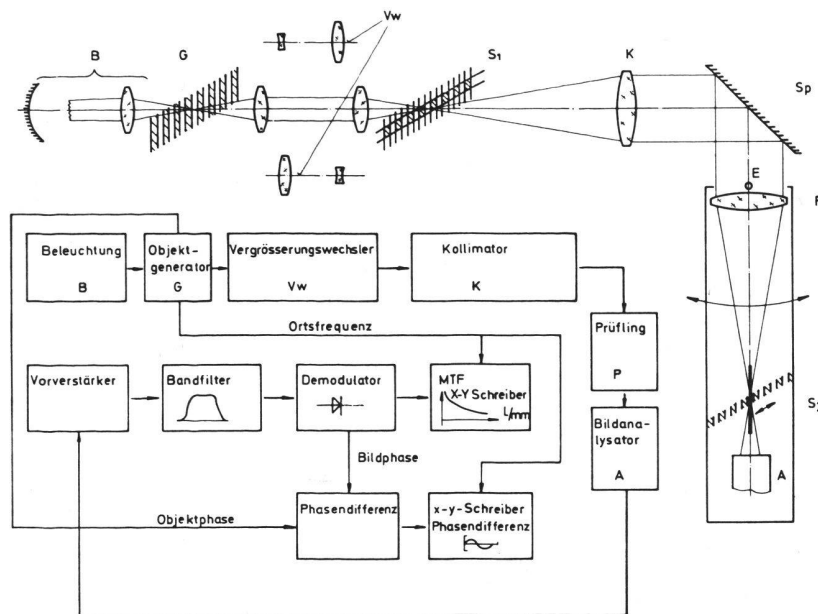 Vw
B
G
S1
K
Sp
E
Beleuchtung
B
Objekt-
generator
G
Vergrösserungswechsler
Vw
Kollimator
K
Ortsfrequenz
Prüfling
P
Vorverstärker
Bandfilter
Demodulator
MTF
X-Y Schreiber
L/mm
Bildana-
lysator
A
S2
A
Bildphase
Objektphase
Phasendifferenz
x-y-Schreiber
Phasendifferenz